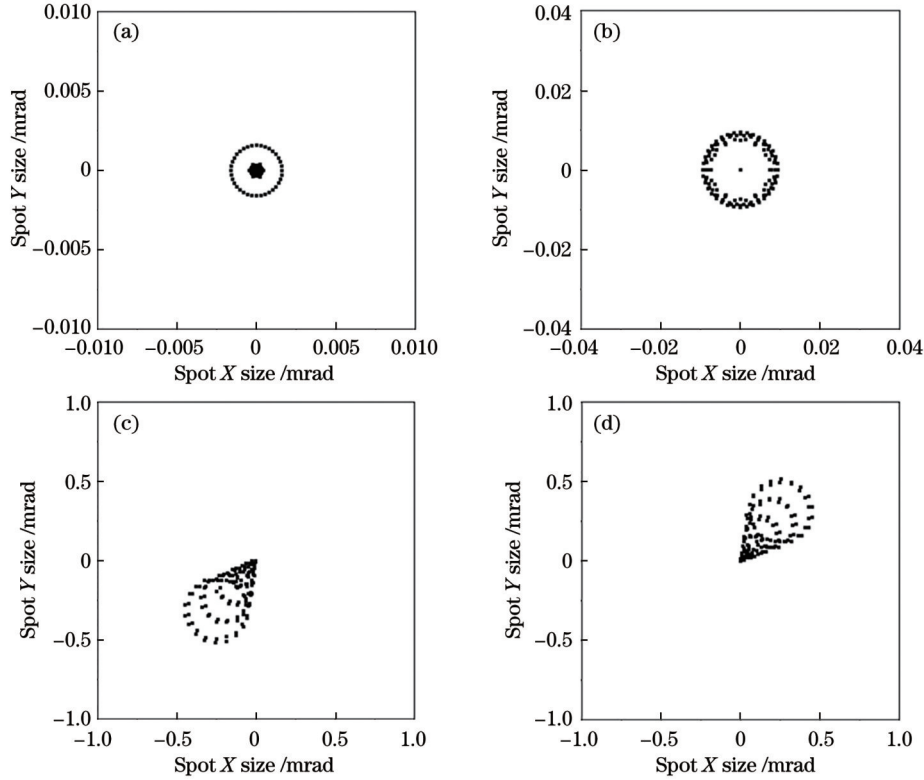 (a)
0.010
0.005
0
−0.005
−0.010
Spot Y size /mrad
−0.010 −0.005 0 0.005 0.010
Spot X size /mrad
(b)
0.04
0.02
0
−0.02
−0.04
Spot Y size /mrad
−0.04 −0.02 0 0.02 0.04
Spot X size /mrad
(c)
1.0
0.5
0
−0.5
−1.0
Spot Y size /mrad
−1.0 −0.5 0 0.5 1.0
Spot X size /mrad
(d)
1.0
0.5
0
−0.5
−1.0
Spot Y size /mrad
−1.0 −0.5 0 0.5 1.0
Spot X size /mrad